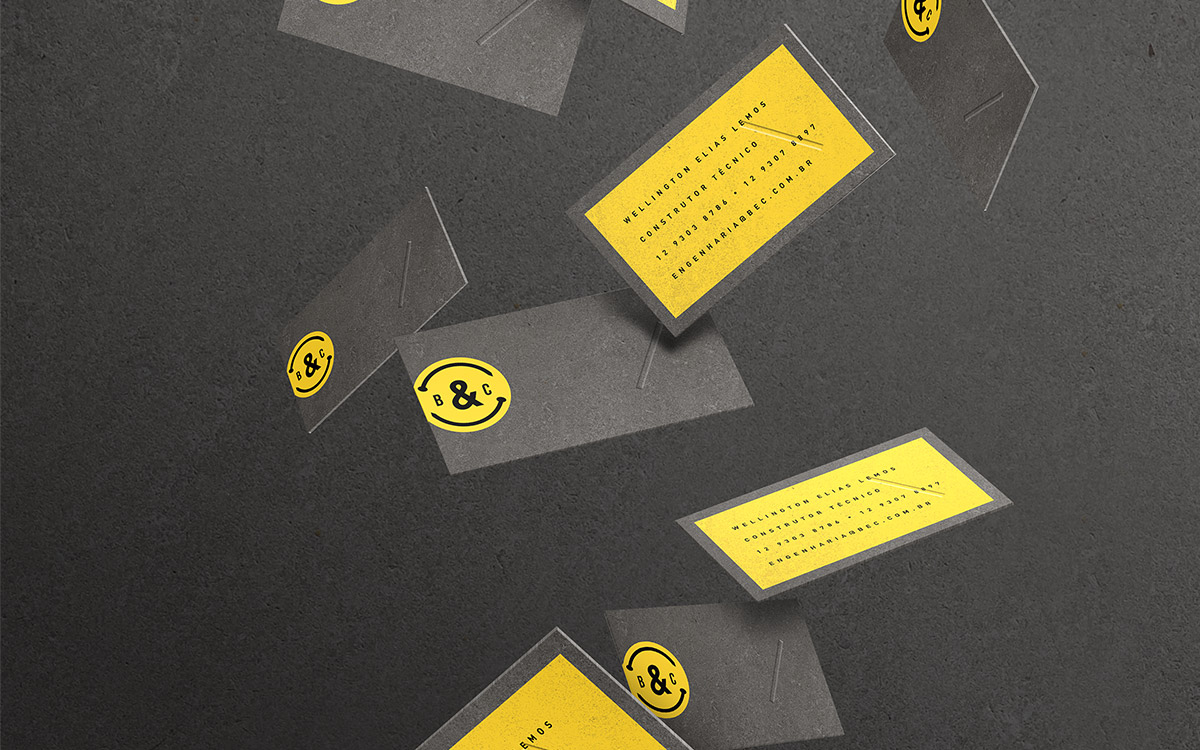 & C
WELLINGTON ELIAS LEMOS
CONSTRUTOR TÉCNICO
12 9303 8786 • 12 9307 6897
ENGENHARIA@BEC.COM.BR
B & C
B & C
WELLINGTON ELIAS LEMOS
CONSTRUTOR TÉCNICO
12 9303 8786 • 12 9307 6897
ENGENHARIA@BEC.COM.BR
B & C